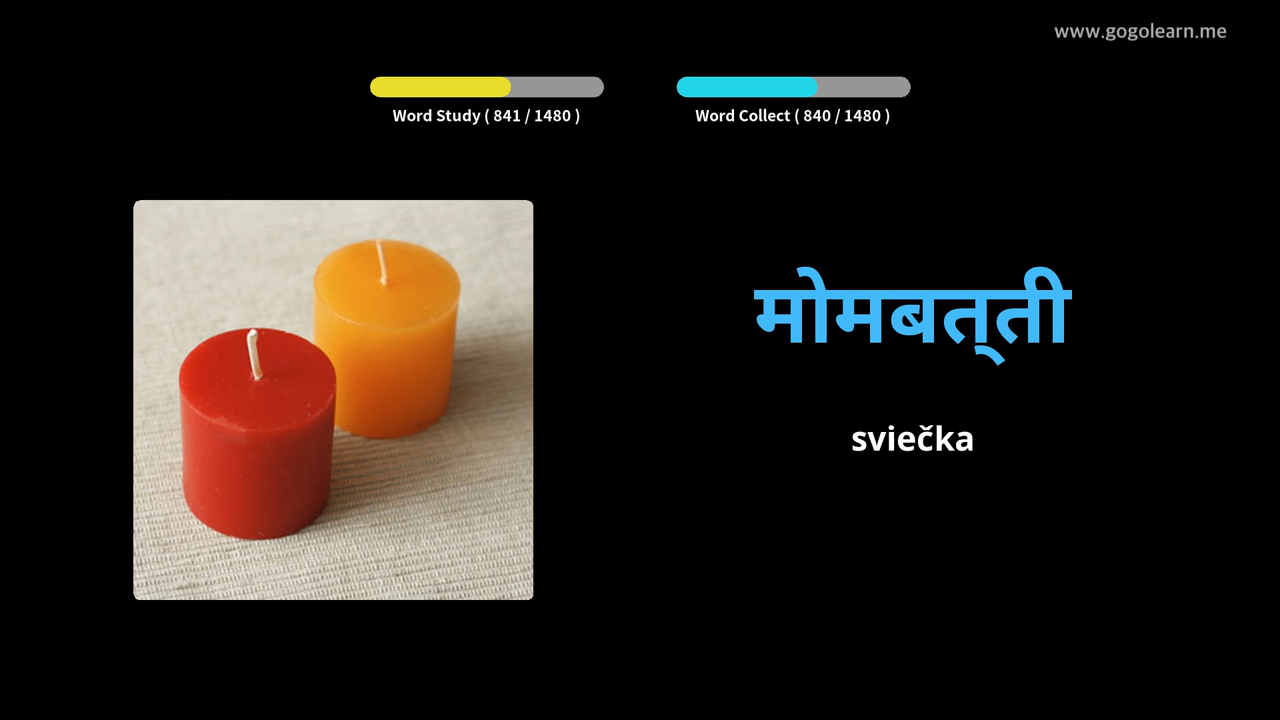 www.gogolearn.me
Word Study ( 841 / 1480 )
Word Collect ( 840 / 1480 )
मोमबत्‌ती
sviečka